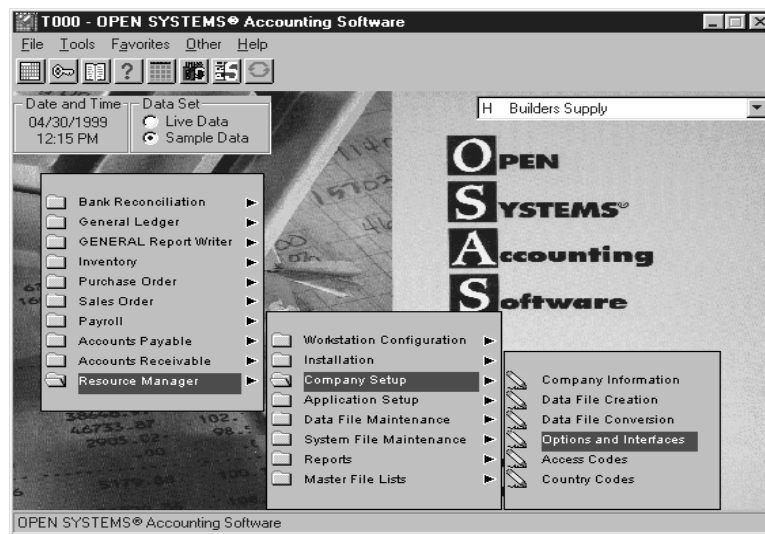 T000 - OPEN SYSTEMS® Accounting Software
File Tools Favorites Other Help
Date and Time
04/30/1999
12:15 PM
Data Set
Live Data
Sample Data
H Builders Supply
OPEN
SYSTEMS®
Accounting
Software
Bank Reconciliation
General Ledger
GENERAL Report Writer
Inventory
Purchase Order
Sales Order
Payroll
Accounts Payable
Accounts Receivable
Resource Manager
Workstation Configuration
Installation
Company Setup
Application Setup
Data File Maintenance
System File Maintenance
Reports
Master File Lists
Company Information
Data File Creation
Data File Conversion
Options and Interfaces
Access Codes
Country Codes
OPEN SYSTEMS® Accounting Software